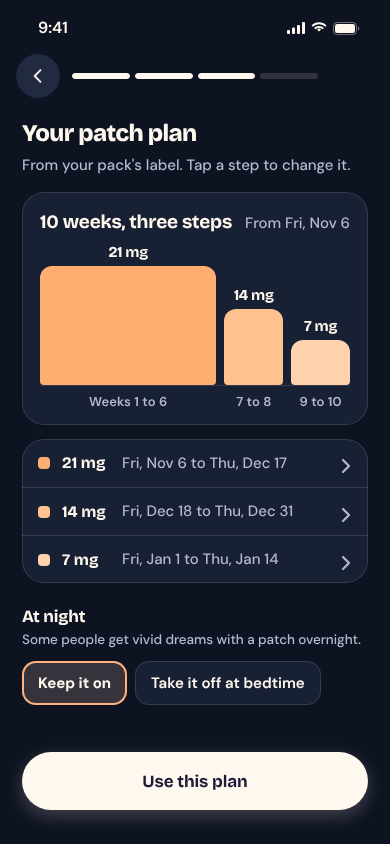 9:41
Your patch plan
From your pack's label. Tap a step to change it.
10 weeks, three steps From Fri, Nov 6
21 mg
14 mg
7 mg
Weeks 1 to 6 7 to 8 9 to 10
21 mg Fri, Nov 6 to Thu, Dec 17
14 mg Fri, Dec 18 to Thu, Dec 31
7 mg Fri, Jan 1 to Thu, Jan 14
At night
Some people get vivid dreams with a patch overnight.
Keep it on Take it off at bedtime
Use this plan